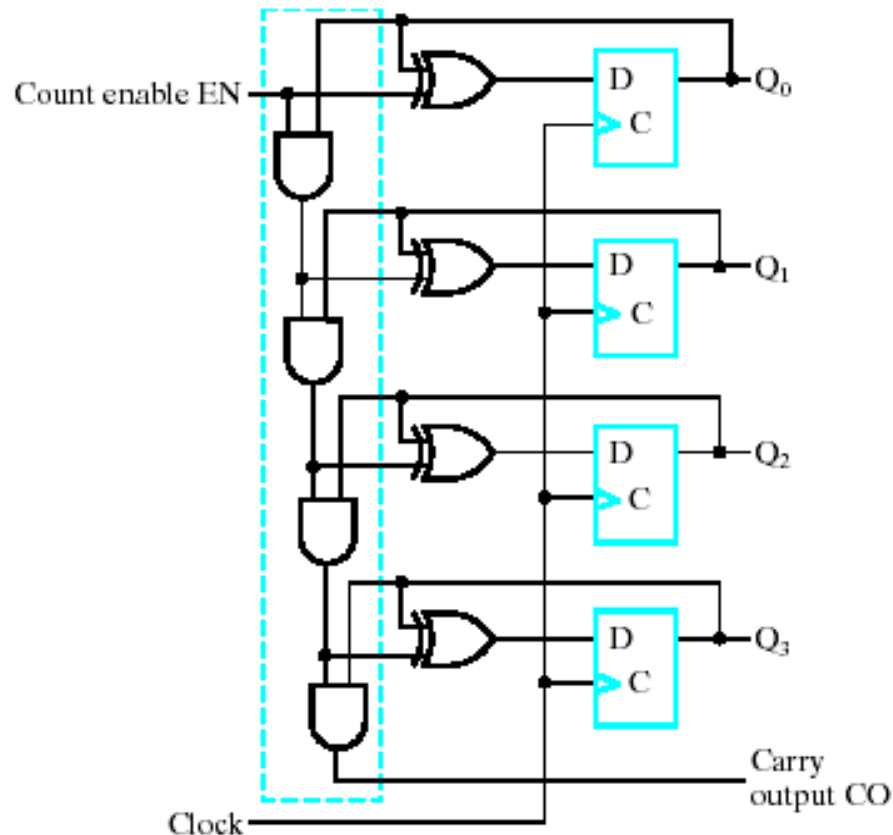 Count enable EN
D
C
Q0
D
C
Q1
D
C
Q2
D
C
Q3
Carry
output CO
Clock